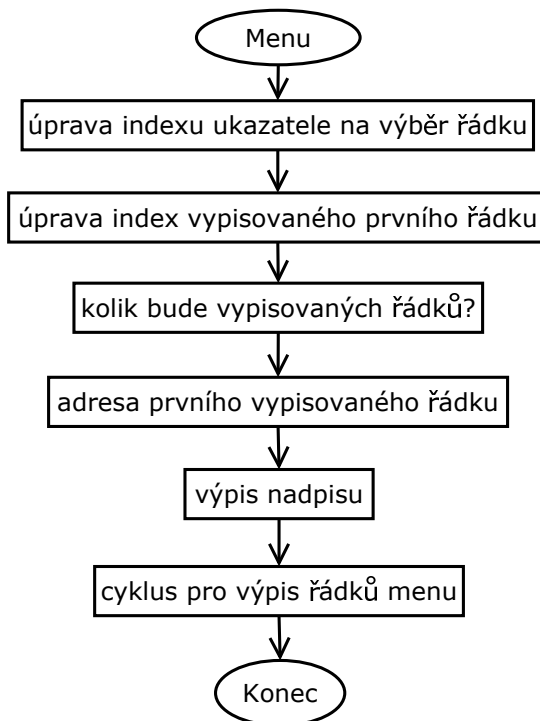 Menu
úprava indexu ukazatele na výběr řádku
úprava index vypisovaného prvního řádku
kolik bude vypisovaných řádků?
adresa prvního vypisovaného řádku
výpis nadpisu
cyklus pro výpis řádků menu
Konec